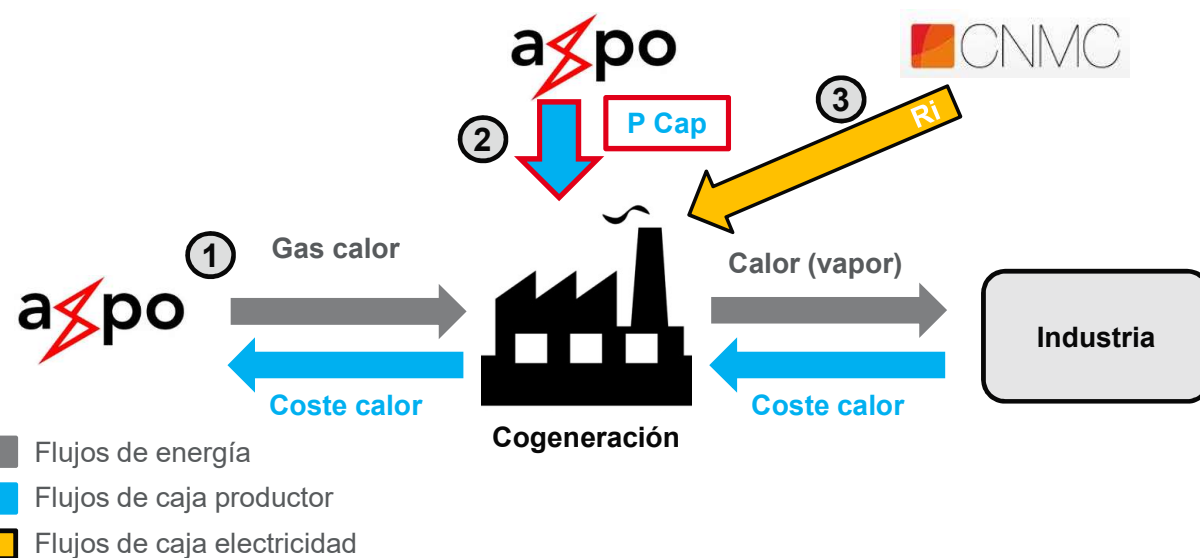 axpo
CNMC
3
Ri
2
P Cap
1
Gas calor
Calor (vapor)
axpo
Industria
Coste calor
Coste calor
Cogeneración
Flujos de energía
Flujos de caja productor
Flujos de caja electricidad